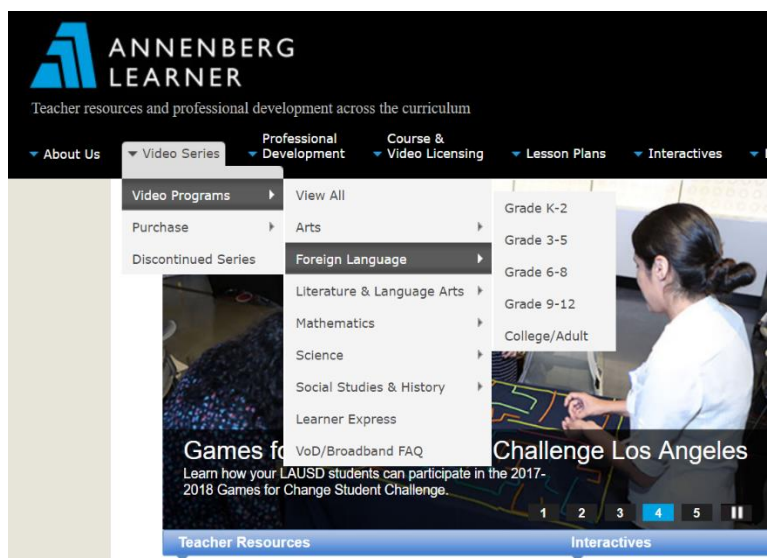 ANNENBERG
LEARNER
Teacher resources and professional development across the curriculum
About Us
Video Series
Professional
Development
Course &
Video Licensing
Lesson Plans
Interactives
Video Programs
Purchase
Discontinued Series
View All
Arts
Foreign Language
Literature & Language Arts
Mathematics
Science
Social Studies & History
Learner Express
VoD/Broadband FAQ
Grade K-2
Grade 3-5
Grade 6-8
Grade 9-12
College/Adult
Games Challenge Los Angeles
Learn how your LAUSD students can participate in the 2017-
2018 Games for Change Student Challenge.
1 2 3 4 5
Teacher Resources Interactives